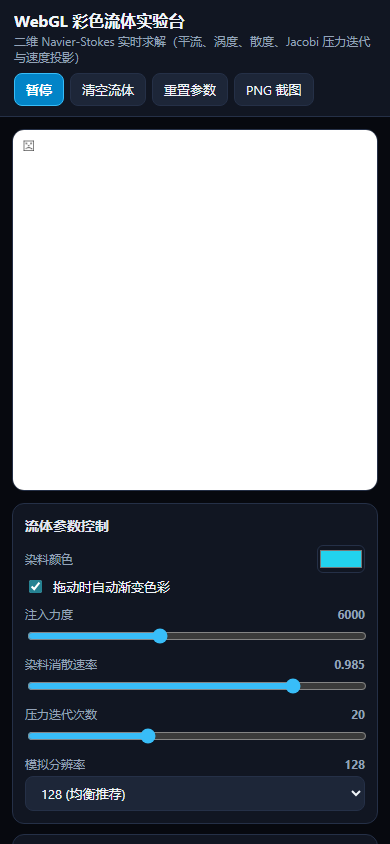 WebGL 彩色流体实验台
二维 Navier-Stokes 实时求解（平流、涡度、散度、Jacobi 压力迭代
与速度投影）
暂停 清空流体 重置参数 PNG 截图
流体参数控制
染料颜色
拖动时自动渐变色彩
注入力度 6000
染料消散速率 0.985
压力迭代次数 20
模拟分辨率 128
128 (均衡推荐)